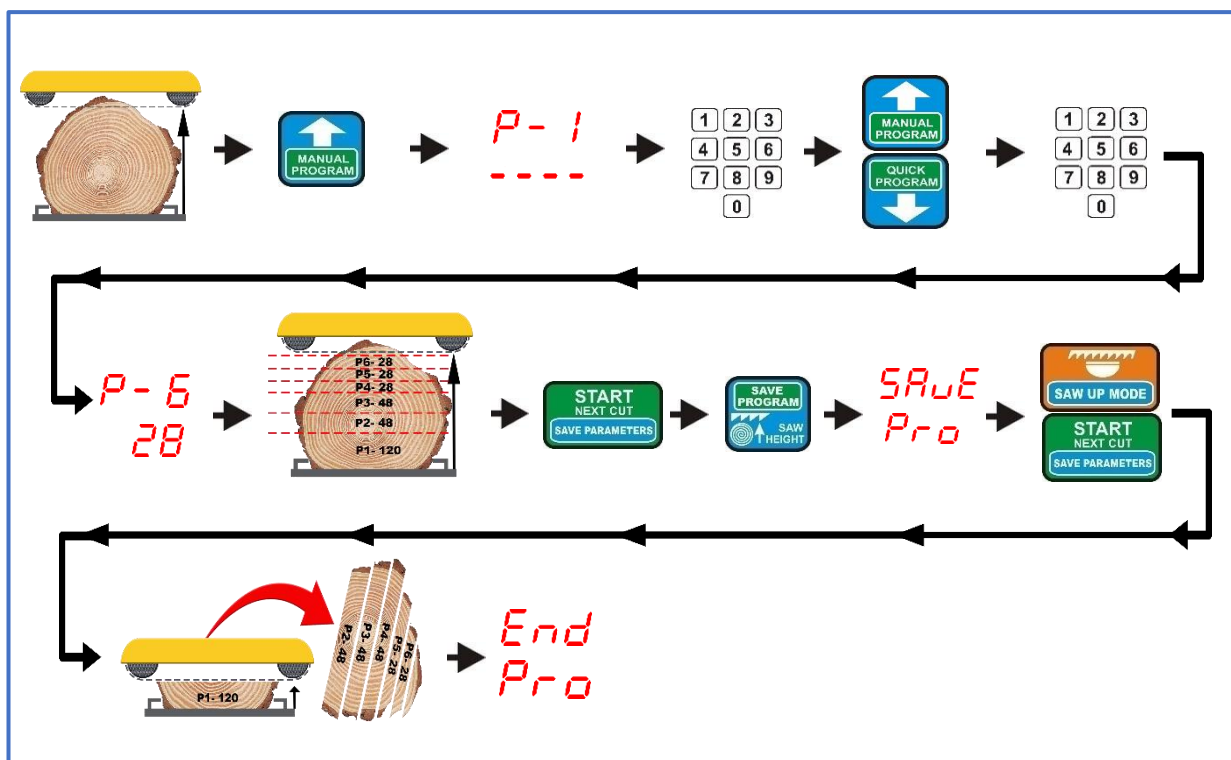 MANUAL
PROGRAM
P-1
----
1 2 3
4 5 6
7 8 9
0
MANUAL
PROGRAM
QUICK
PROGRAM
1 2 3
4 5 6
7 8 9
0
P-6
28
P6- 28
P5- 28
P4- 28
P3- 48
P2- 48
P1- 120
START
NEXT CUT
SAVE PARAMETERS
SAVE
PROGRAM
SAW
HEIGHT
SAuE
Pro
SAW UP MODE
START
NEXT CUT
SAVE PARAMETERS
P1- 120
P2- 48
P3- 48
P4- 48
P5- 28
P6- 28
End
Pro